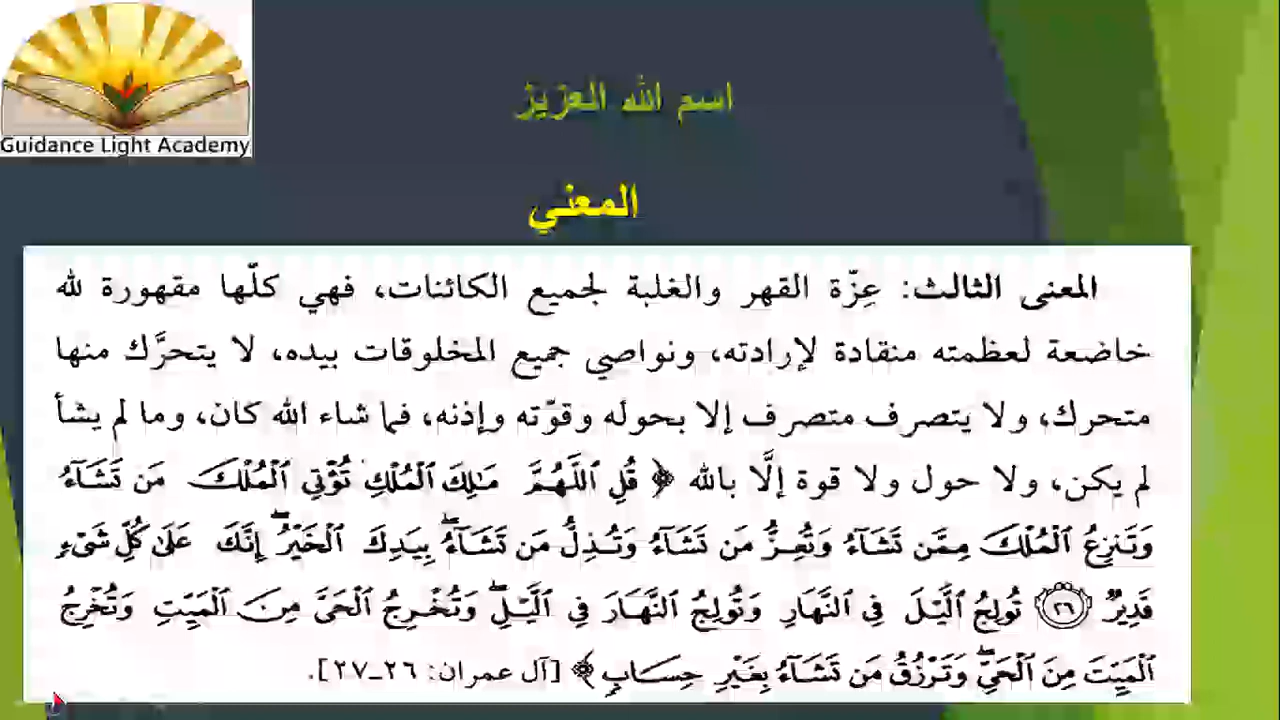 Guidance Light Academy
اسم الله العزيز
المعني
المعنى الثالث: عِزّة القهر والغلبة لجميع الكائنات، فهي كلّها مقهورة لله
خاضعة لعظمته منقادة لإرادته، ونواصي جميع المخلوقات بيده، لا يتحرَّك منها
متحرك، ولا يتصرف متصرف إلا بحوله وقوّته وإذنه، فما شاء الله كان، وما لم يشأ
لم يكن، ولا حول ولا قوة إلَّا بالله ﴿ قُلِ ٱللَّهُمَّ مَٰلِكَ ٱلْمُلْكِ تُؤْتِي ٱلْمُلْكَ مَن تَشَآءُ
وَتَنزِعُ ٱلْمُلْكَ مِمَّن تَشَآءُ وَتُعِزُّ مَن تَشَآءُ وَتُذِلُّ مَن تَشَآءُۖ بِيَدِكَ ٱلْخَيْرُۖ إِنَّكَ عَلَىٰ كُلِّ شَىْءٍ
قَدِيرٌ ٢٦ تُولِجُ ٱلَّيْلَ فِي ٱلنَّهَارِ وَتُولِجُ ٱلنَّهَارَ فِي ٱلَّيْلِۖ وَتُخْرِجُ ٱلْحَىَّ مِنَ ٱلْمَيِّتِ وَتُخْرِجُ
ٱلْمَيِّتَ مِنَ ٱلْحَيِّۖ وَتَرْزُقُ مَن تَشَآءُ بِغَيْرِ حِسَابٍ ﴾ [آل عمران: ٢٦ـ٢٧].